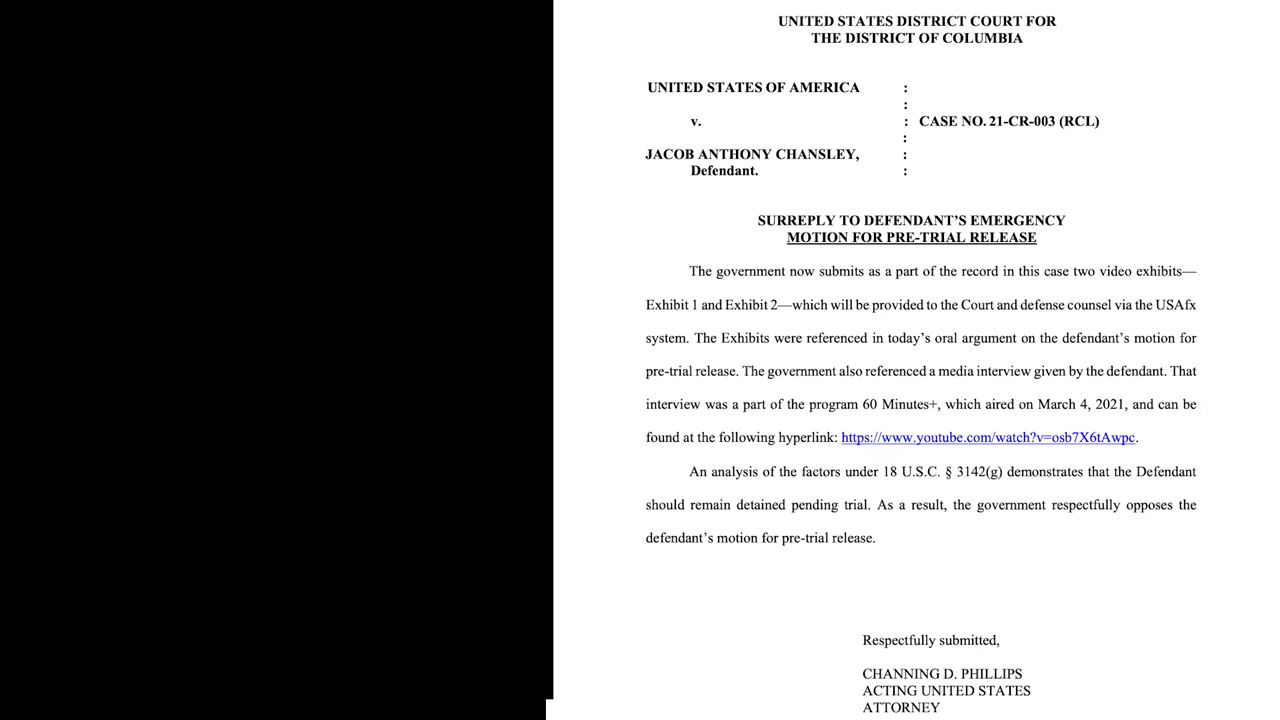 UNITED STATES DISTRICT COURT FOR
THE DISTRICT OF COLUMBIA
UNITED STATES OF AMERICA :
:
v. : CASE NO. 21-CR-003 (RCL)
:
JACOB ANTHONY CHANSLEY, :
Defendant. :
SURREPLY TO DEFENDANT’S EMERGENCY
MOTION FOR PRE-TRIAL RELEASE
The government now submits as a part of the record in this case two video exhibits—
Exhibit 1 and Exhibit 2—which will be provided to the Court and defense counsel via the USAfx
system. The Exhibits were referenced in today’s oral argument on the defendant’s motion for
pre-trial release. The government also referenced a media interview given by the defendant. That
interview was a part of the program 60 Minutes+, which aired on March 4, 2021, and can be
found at the following hyperlink: https://www.youtube.com/watch?v=osb7X6tAwpc.
An analysis of the factors under 18 U.S.C. § 3142(g) demonstrates that the Defendant
should remain detained pending trial. As a result, the government respectfully opposes the
defendant’s motion for pre-trial release.
Respectfully submitted,
CHANNING D. PHILLIPS
ACTING UNITED STATES
ATTORNEY